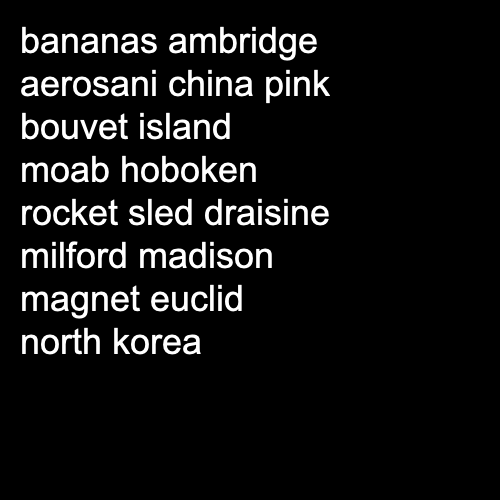 bananas ambridge
aerosani china pink
bouvet island
moab hoboken
rocket sled draisine
milford madison
magnet euclid
north korea